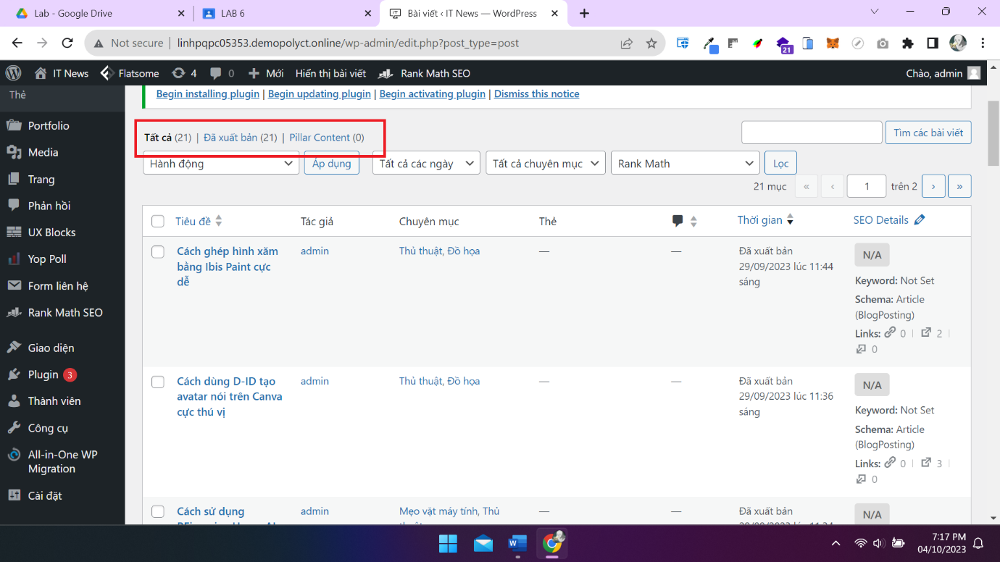 Lab - Google Drive
LAB 6
Bài viết ‹ IT News — WordPress
Not secure | linhpqpc05353.demopolyct.online/wp-admin/edit.php?post_type=post
21
IT News
Flatsome
4
0
Mới
Hiển thị bài viết
Rank Math SEO
Chào, admin
Thẻ
Portfolio
Media
Trang
Phản hồi
UX Blocks
Yop Poll
Form liên hệ
Rank Math SEO
Giao diện
Plugin 3
Thành viên
Công cụ
All-in-One WP
Migration
Cài đặt
Begin installing plugin | Begin updating plugin | Begin activating plugin | Dismiss this notice
Tất cả (21) | Đã xuất bản (21) | Pillar Content (0)
Tìm các bài viết
Hành động
Áp dụng
Tất cả các ngày
Tất cả chuyên mục
Rank Math
Lọc
21 mục « ‹ 1 trên 2 › »
Tiêu đề
Tác giả
Chuyên mục
Thẻ
Thời gian
SEO Details
Cách ghép hình xăm
bằng Ibis Paint cực
dễ
admin
Thủ thuật, Đồ họa
—
—
Đã xuất bản
29/09/2023 lúc 11:44
sáng
N/A
Keyword: Not Set
Schema: Article
(BlogPosting)
Links: 0 | 2 |
0
Cách dùng D-ID tạo
avatar nói trên Canva
cực thú vị
admin
Thủ thuật, Đồ họa
—
—
Đã xuất bản
29/09/2023 lúc 11:36
sáng
N/A
Keyword: Not Set
Schema: Article
(BlogPosting)
Links: 0 | 3 |
0
Cách sử dụng
admin
Mẹo vặt máy tính, Thủ
—
—
Đã xuất bản
N/A
7:17 PM
04/10/2023